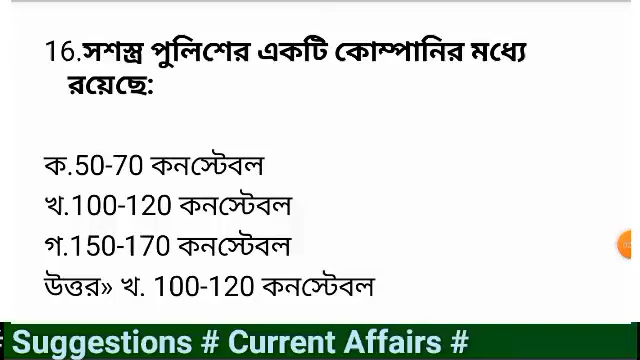 16.সশস্ত্র পুলিশের একটি কোম্পানির মধ্যে
রয়েছে:
ক.50-70 কনস্টেবল
খ.100-120 কনস্টেবল
গ.150-170 কনস্টেবল
উত্তর» খ. 100-120 কনস্টেবল
# Suggestions # Current Affairs #